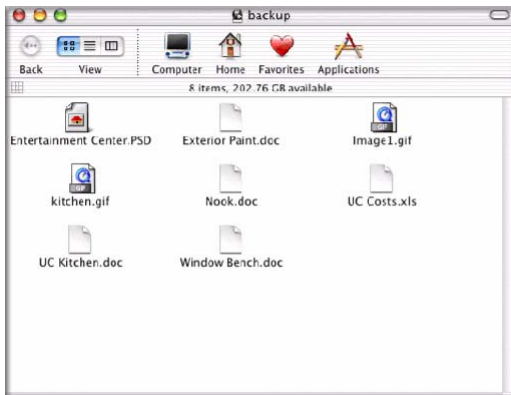 backup
Back View Computer Home Favorites Applications
8 items, 202.76 GB available
Entertainment Center.PSD Exterior Paint.doc Image1.gif
kitchen.gif Nook.doc UC Costs.xls
UC Kitchen.doc Window Bench.doc